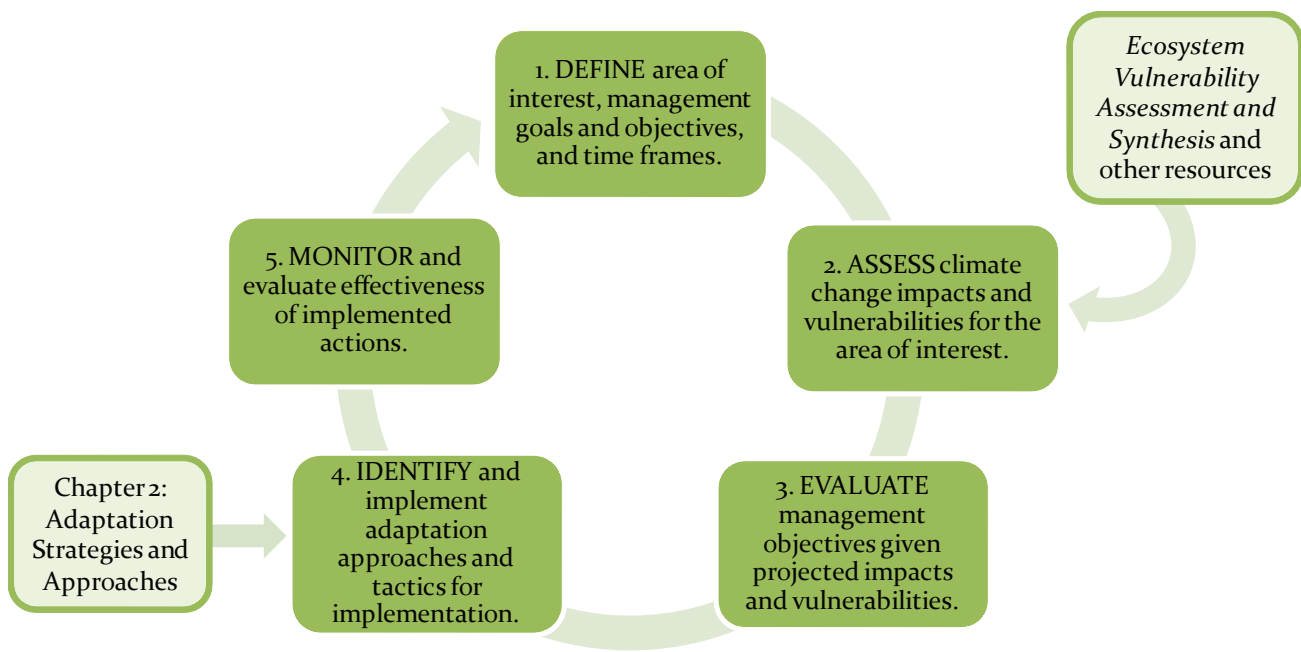 1. DEFINE area of
interest, management
goals and objectives,
and time frames.
Ecosystem
Vulnerability
Assessment and
Synthesis and
other resources
2. ASSESS climate
change impacts and
vulnerabilities for the
area of interest.
3. EVALUATE
management
objectives given
projected impacts
and vulnerabilities.
4. IDENTIFY and
implement
adaptation
approaches and
tactics for
implementation.
Chapter 2:
Adaptation
Strategies and
Approaches
5. MONITOR and
evaluate effectiveness
of implemented
actions.